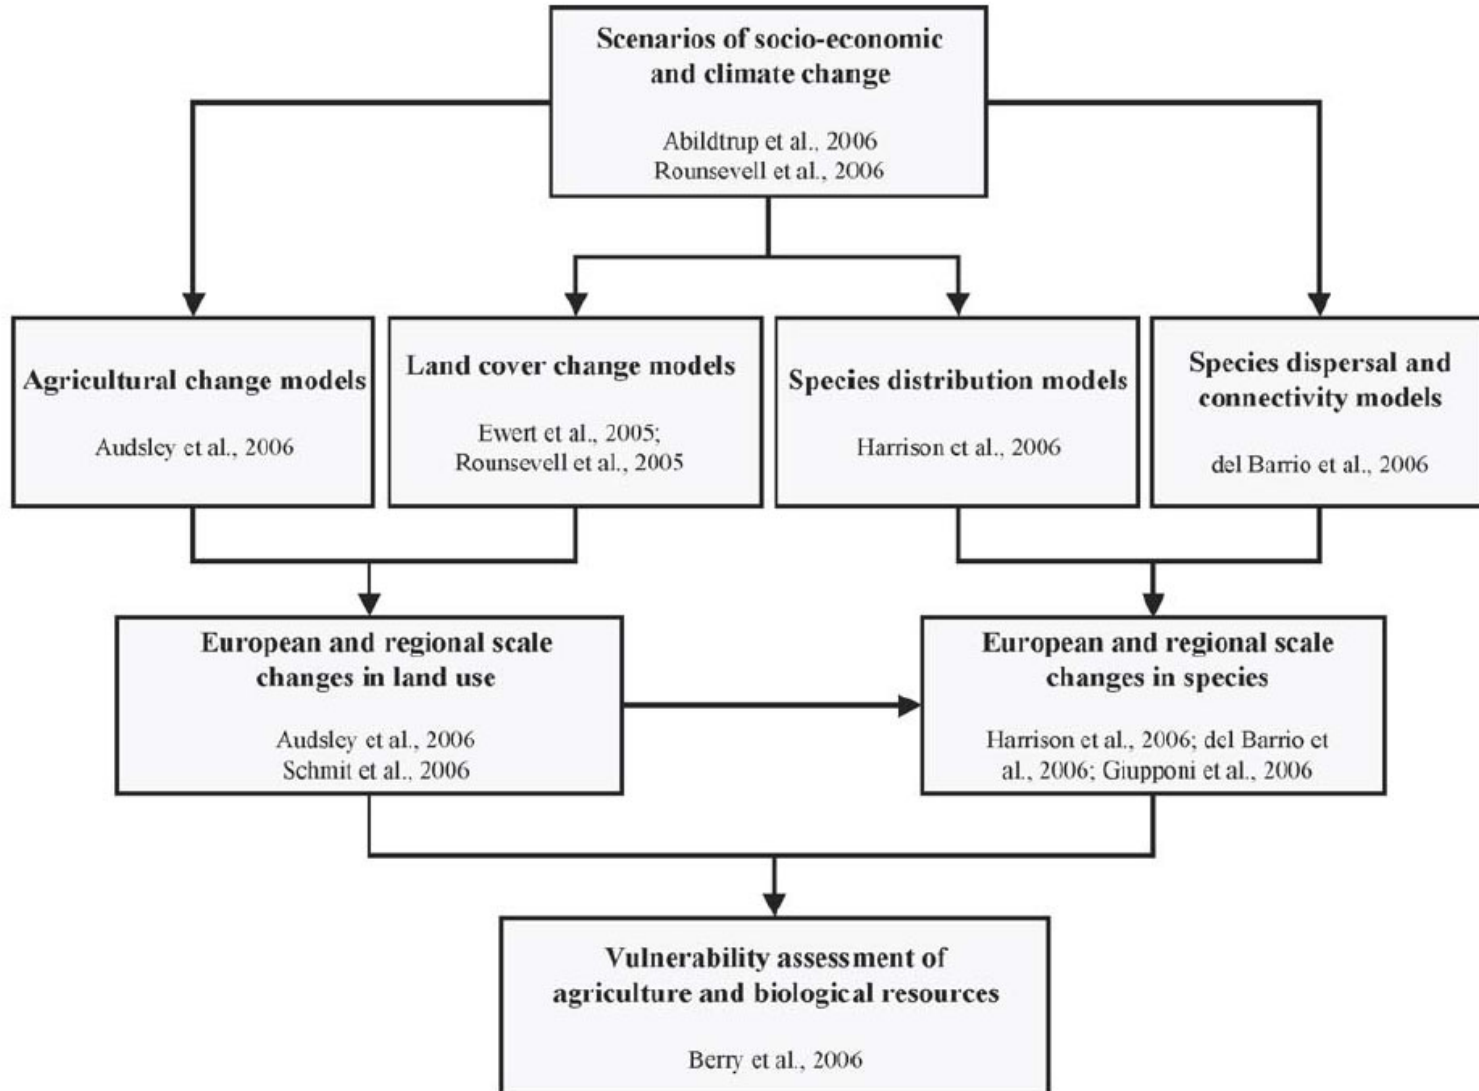 Scenarios of socio-economic
and climate change
Abildtrup et al., 2006
Rounsevell et al., 2006
Agricultural change models
Audsley et al., 2006
Land cover change models
Ewert et al., 2005;
Rounsevell et al., 2005
Species distribution models
Harrison et al., 2006
Species dispersal and
connectivity models
del Barrio et al., 2006
European and regional scale
changes in land use
Audsley et al., 2006
Schmit et al., 2006
European and regional scale
changes in species
Harrison et al., 2006; del Barrio et
al., 2006; Giupponi et al., 2006
Vulnerability assessment of
agriculture and biological resources
Berry et al., 2006